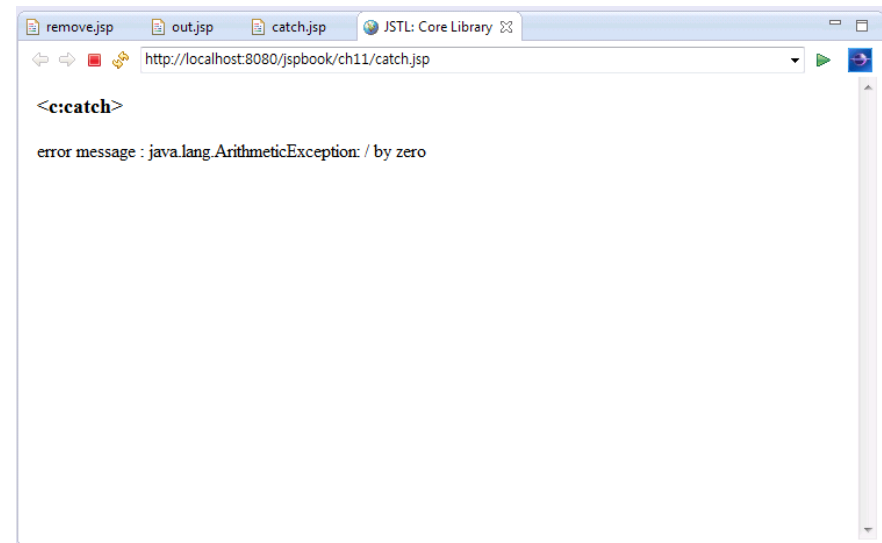 remove.jsp out.jsp catch.jsp JSTL: Core Library
http://localhost:8080/jspbook/ch11/catch.jsp
<c:catch>
error message : java.lang.ArithmeticException: / by zero